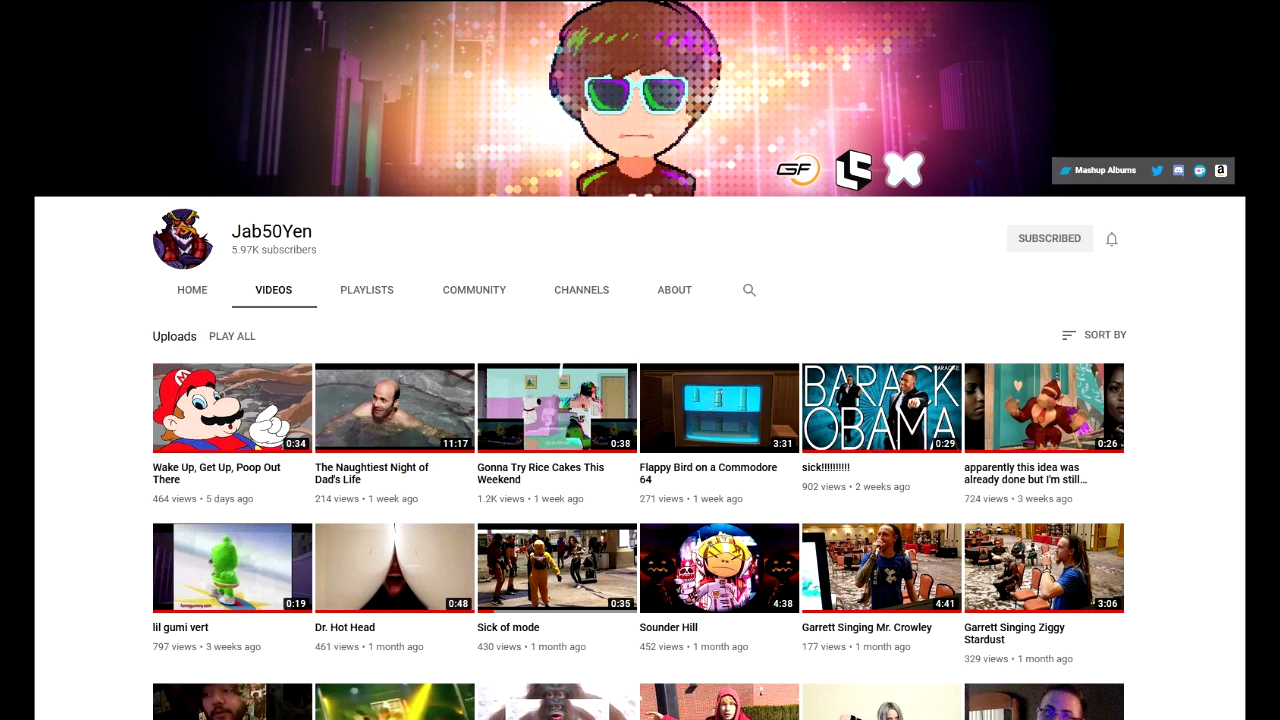 GF
LS
Mashup Albums
Jab50Yen
5.97K subscribers
SUBSCRIBED
HOME VIDEOS PLAYLISTS COMMUNITY CHANNELS ABOUT
Uploads PLAY ALL SORT BY
BARACK
OBAMA
KARAOKE
0:34 11:17 0:38 3:31 0:29 0:26
Wake Up, Get Up, Poop Out There
464 views • 5 days ago
The Naughtiest Night of Dad's Life
214 views • 1 week ago
Gonna Try Rice Cakes This Weekend
1.2K views • 1 week ago
Flappy Bird on a Commodore 64
271 views • 1 week ago
sick!!!!!!!!!!
902 views • 2 weeks ago
apparently this idea was already done but I'm still...
724 views • 3 weeks ago
funnygummy.com
0:19 0:48 0:35 4:38 4:41 3:06
lil gumi vert
797 views • 3 weeks ago
Dr. Hot Head
461 views • 1 month ago
Sick of mode
430 views • 1 month ago
Sounder Hill
452 views • 1 month ago
Garrett Singing Mr. Crowley
177 views • 1 month ago
Garrett Singing Ziggy Stardust
329 views • 1 month ago